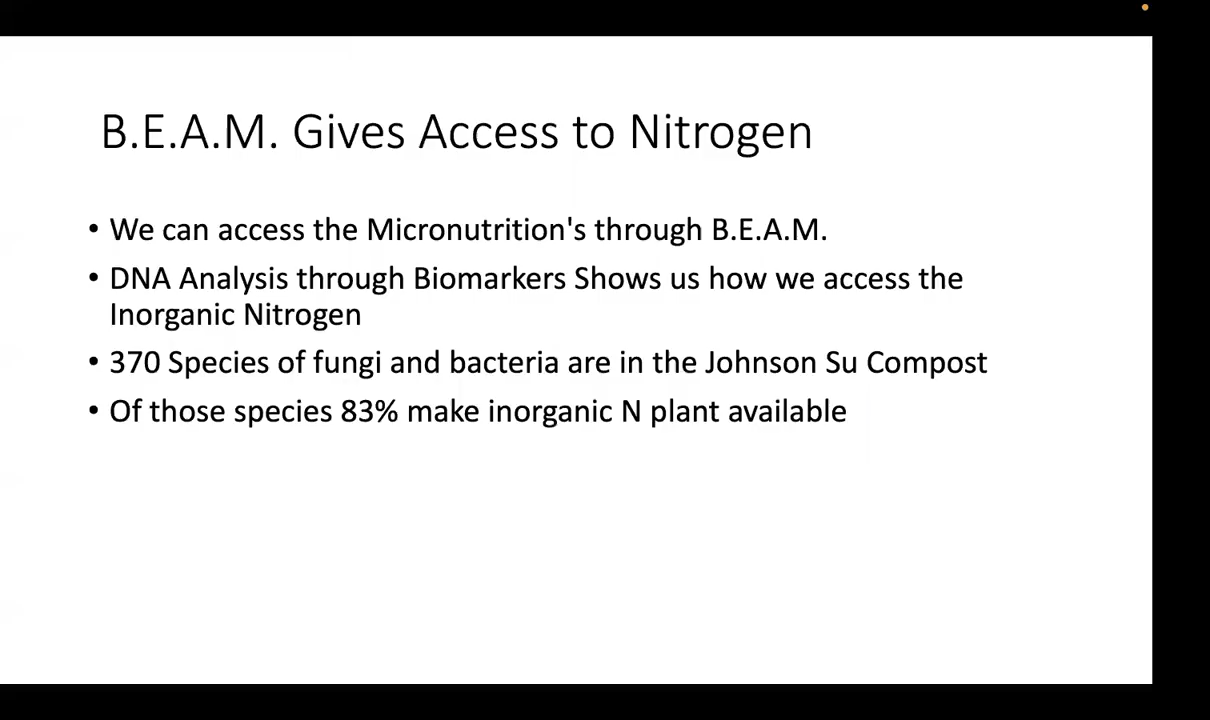 B.E.A.M. Gives Access to Nitrogen
• We can access the Micronutrition's through B.E.A.M.
• DNA Analysis through Biomarkers Shows us how we access the
Inorganic Nitrogen
• 370 Species of fungi and bacteria are in the Johnson Su Compost
• Of those species 83% make inorganic N plant available